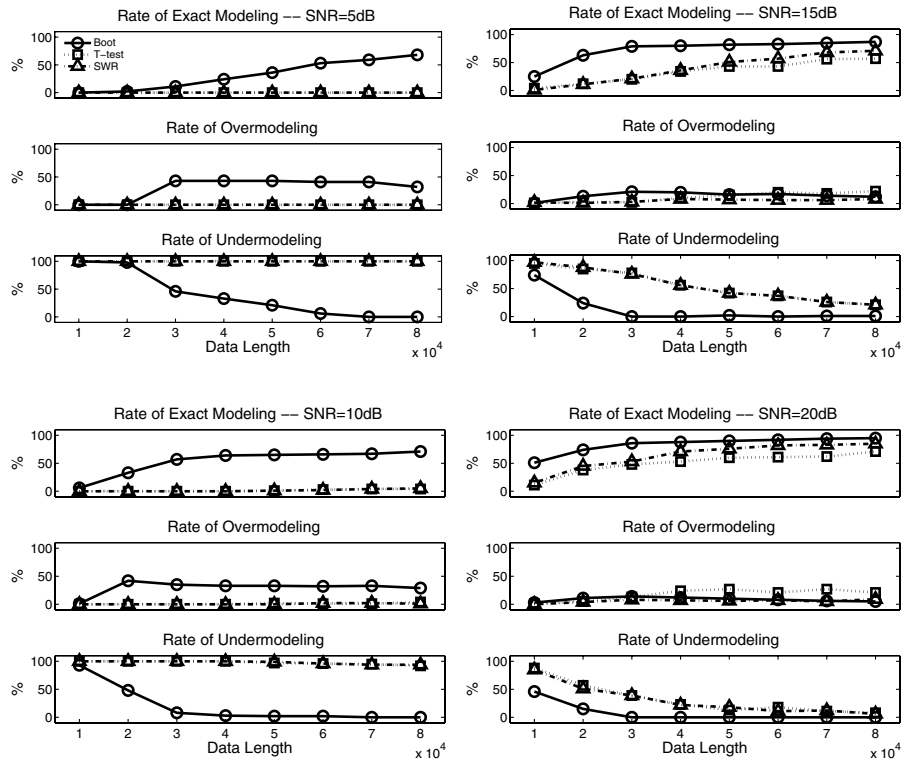 Rate of Exact Modeling −− SNR=5dB
100
50
0
%
Boot
T−test
SWR
Rate of Overmodeling
100
50
0
%
Rate of Undermodeling
100
50
0
%
1 2 3 4 5 6 7 8
Data Length
x 10^4
Rate of Exact Modeling −− SNR=15dB
100
50
0
%
Rate of Overmodeling
100
50
0
%
Rate of Undermodeling
100
50
0
%
1 2 3 4 5 6 7 8
Data Length
x 10^4
Rate of Exact Modeling −− SNR=10dB
100
50
0
%
Rate of Overmodeling
100
50
0
%
Rate of Undermodeling
100
50
0
%
1 2 3 4 5 6 7 8
Data Length
x 10^4
Rate of Exact Modeling −− SNR=20dB
100
50
0
%
Rate of Overmodeling
100
50
0
%
Rate of Undermodeling
100
50
0
%
1 2 3 4 5 6 7 8
Data Length
x 10^4